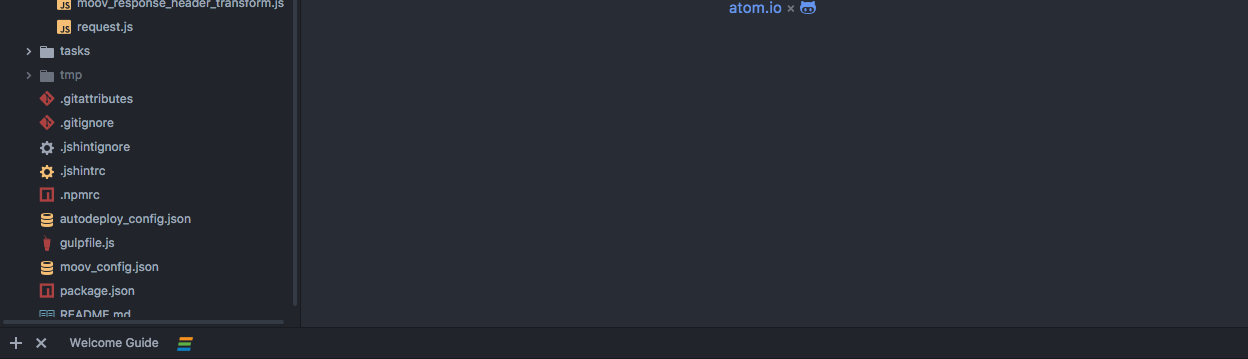 moov_response_header_transform.js
atom.io ×
JS request.js
tasks
tmp
.gitattributes
.gitignore
.jshintignore
.jshintrc
.npmrc
autodeploy_config.json
gulpfile.js
moov_config.json
package.json
README.md
Welcome Guide